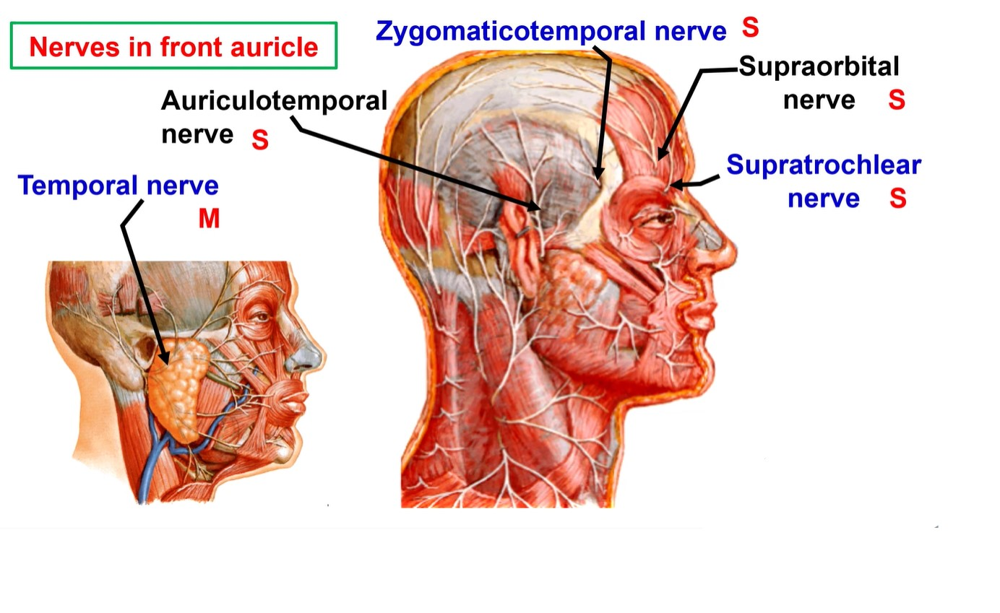 Nerves in front auricle
Zygomaticotemporal nerve S
Supraorbital
nerve S
Auriculotemporal
nerve S
Supratrochlear
nerve S
Temporal nerve
M